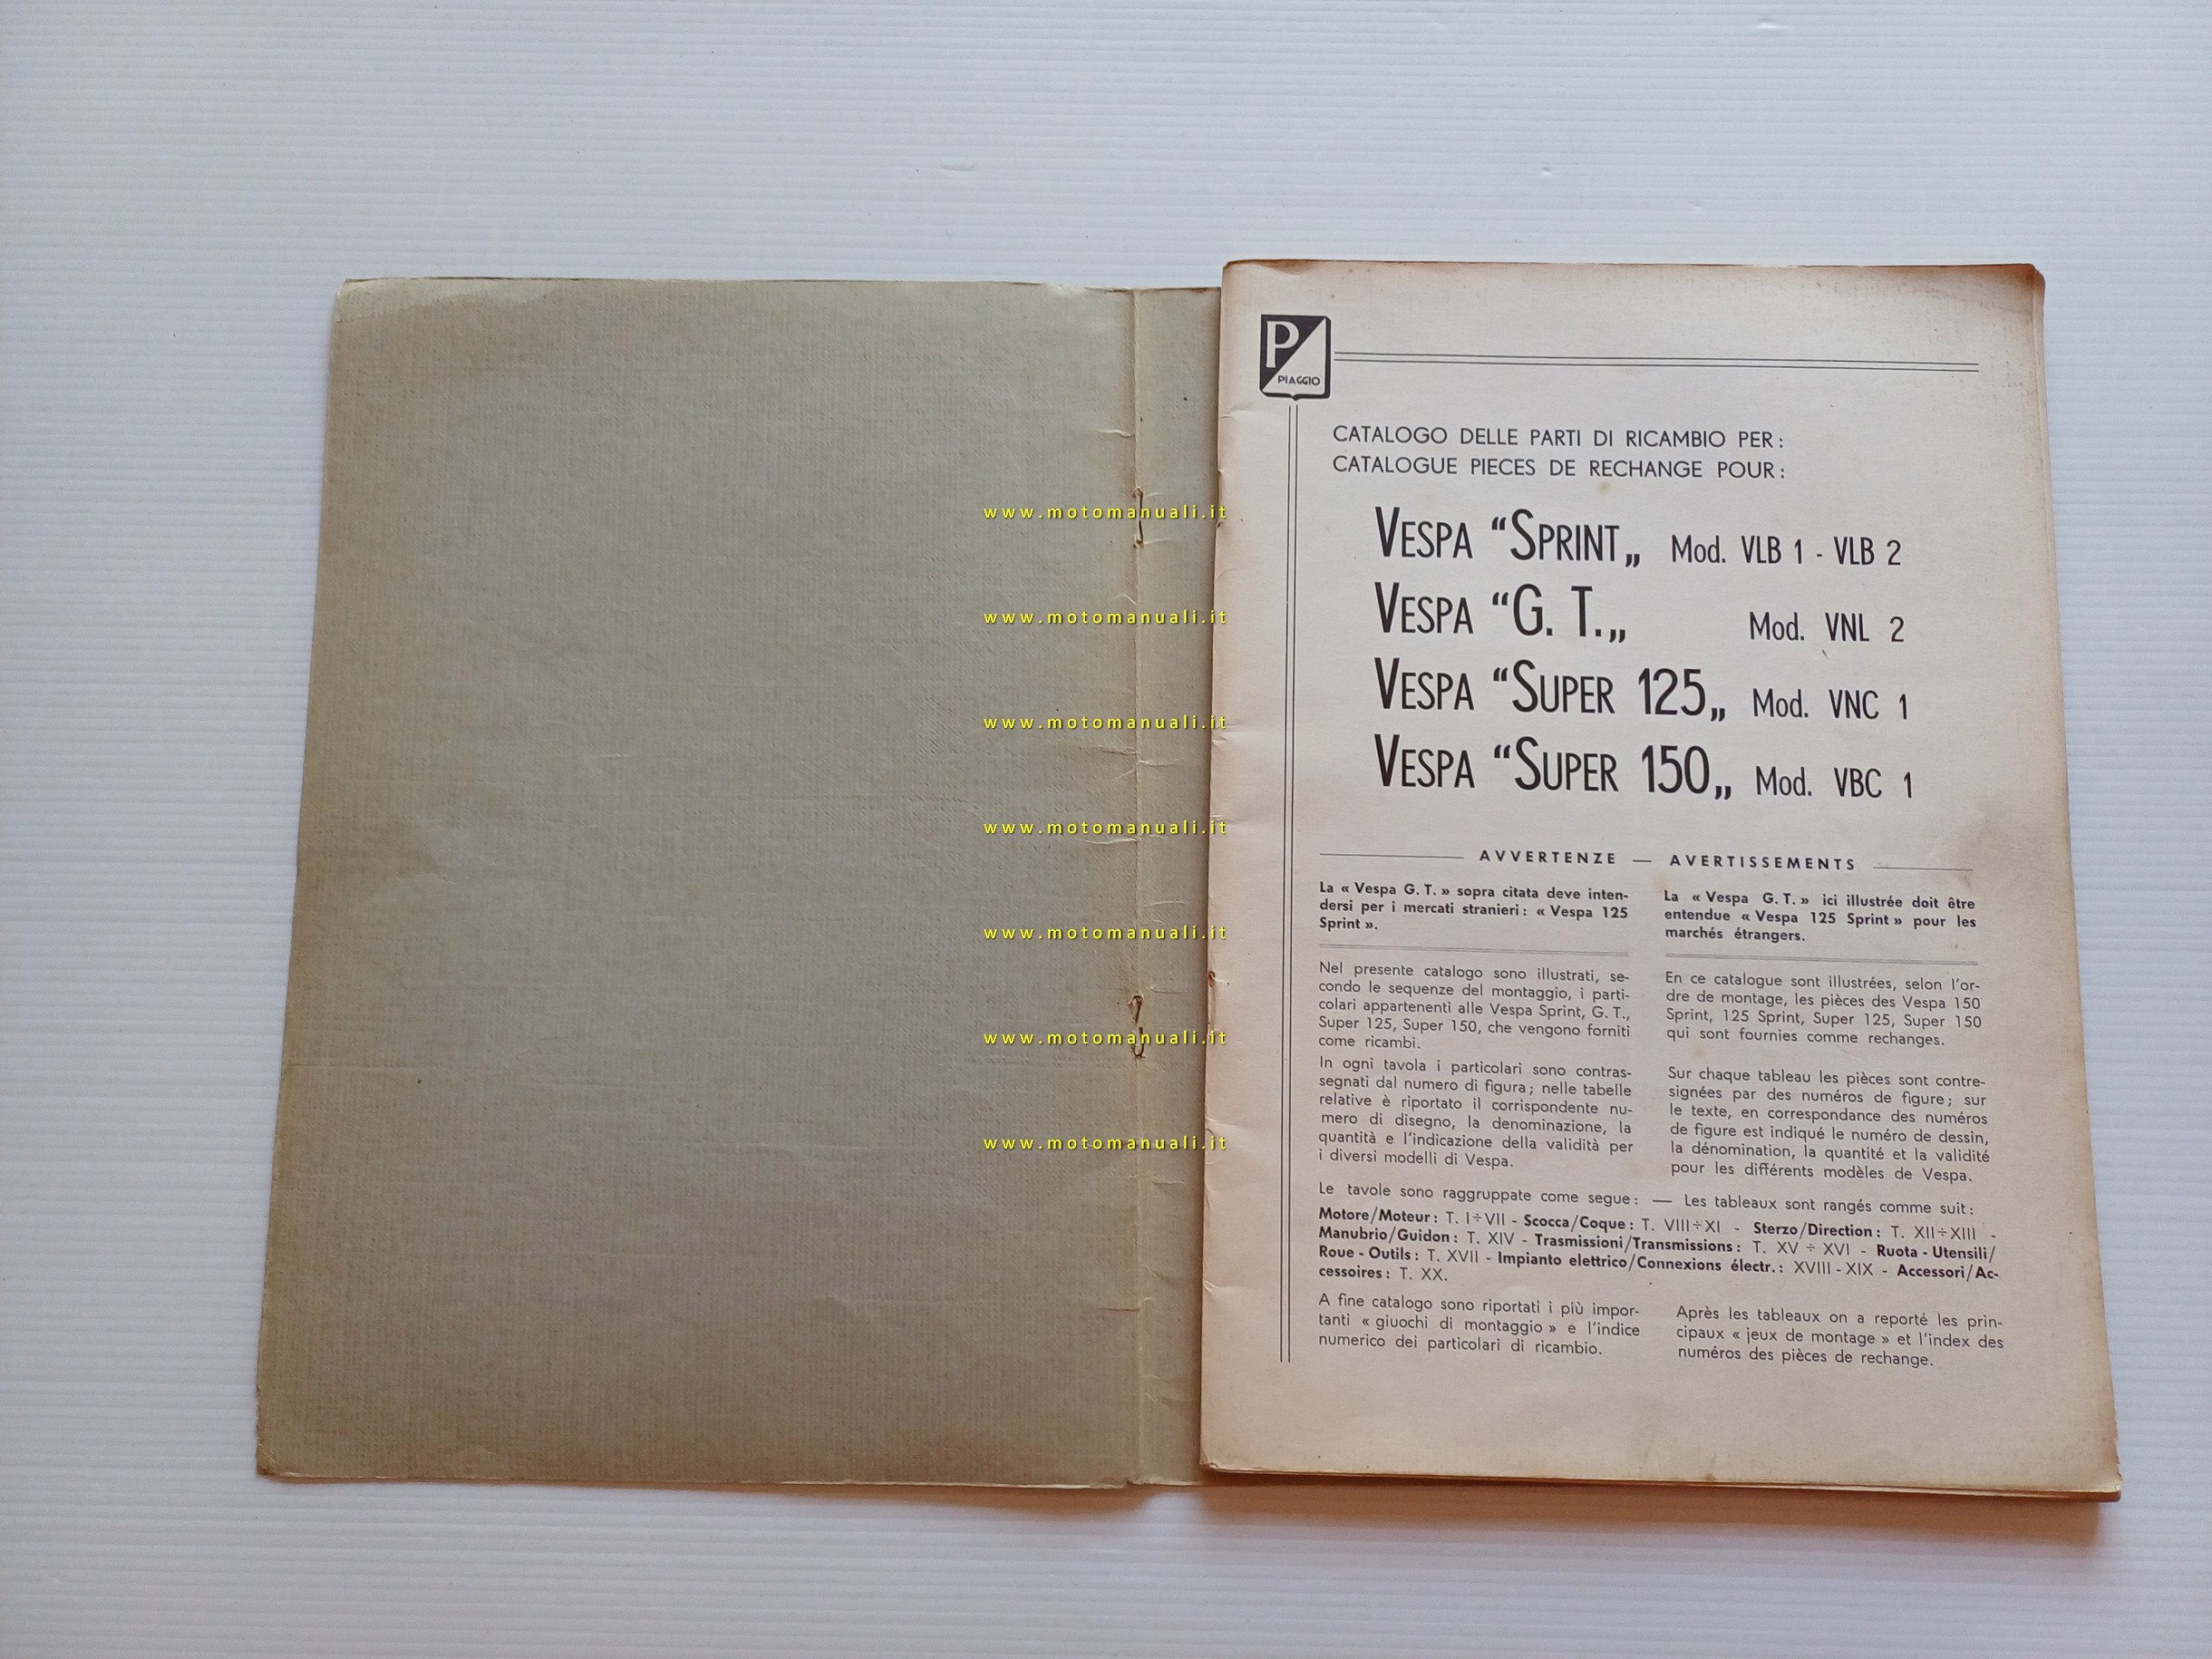 P
PIAGGIO
CATALOGO DELLE PARTI DI RICAMBIO PER:
CATALOGUE PIECES DE RECHANGE POUR:
VESPA “SPRINT„ Mod. VLB 1 - VLB 2
VESPA “G. T.„ Mod. VNL 2
VESPA “SUPER 125„ Mod. VNC 1
VESPA “SUPER 150„ Mod. VBC 1
AVVERTENZE — AVERTISSEMENTS
La « Vespa G. T. » sopra citata deve inten-
dersi per i mercati stranieri: « Vespa 125
Sprint ».
La « Vespa G. T. » ici illustrée doit être
entendue « Vespa 125 Sprint » pour les
marchés étrangers.
Nel presente catalogo sono illustrati, se-
condo le sequenze del montaggio, i parti-
colari appartenenti alle Vespa Sprint, G. T.,
Super 125, Super 150, che vengono forniti
come ricambi.
In ogni tavola i particolari sono contras-
segnati dal numero di figura; nelle tabelle
relative è riportato il corrispondente nu-
mero di disegno, la denominazione, la
quantità e l'indicazione della validità per
i diversi modelli di Vespa.
En ce catalogue sont illustrées, selon l'or-
dre de montage, les pièces des Vespa 150
Sprint, 125 Sprint, Super 125, Super 150
qui sont fournies comme rechanges.
Sur chaque tableau les pièces sont contre-
signées par des numéros de figure; sur
le texte, en correspondance des numéros
de figure est indiqué le numéro de dessin,
la dénomination, la quantité et la validité
pour les différents modèles de Vespa.
Le tavole sono raggruppate come segue: — Les tableaux sont rangés comme suit:
Motore/Moteur: T. I÷VII - Scocca/Coque: T. VIII÷XI - Sterzo/Direction: T. XII÷XIII -
Manubrio/Guidon: T. XIV - Trasmissioni/Transmissions: T. XV ÷ XVI - Ruota - Utensili/
Roue - Outils: T. XVII - Impianto elettrico/Connexions électr.: XVIII - XIX - Accessori/Ac-
cessoires: T. XX.
A fine catalogo sono riportati i più impor-
tanti « giuochi di montaggio » e l'indice
numerico dei particolari di ricambio.
Après les tableaux on a reporté les prin-
cipaux « jeux de montage » et l'index des
numéros des pièces de rechange.
www.motomanuali.it
www.motomanuali.it
www.motomanuali.it
www.motomanuali.it
www.motomanuali.it
www.motomanuali.it
www.motomanuali.it